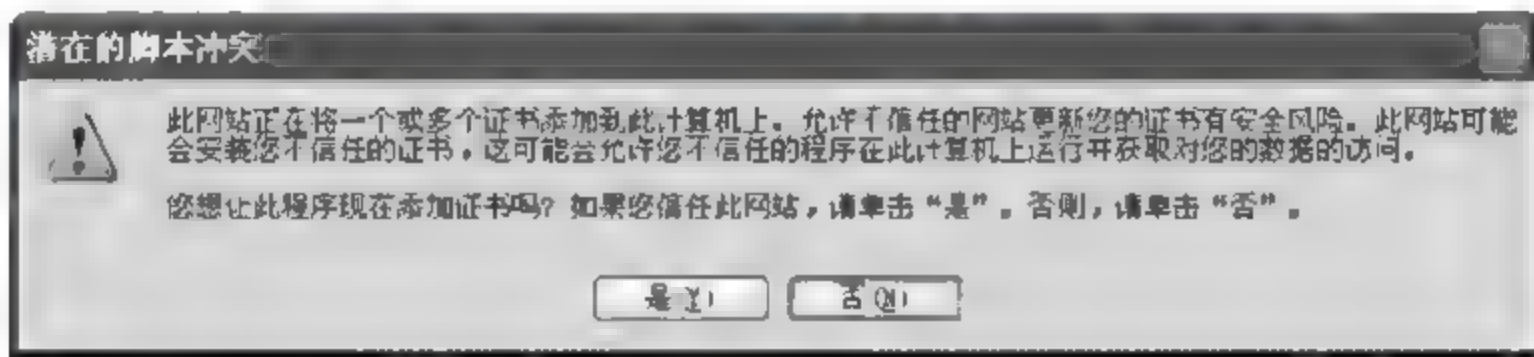 潜在的脚本冲突
此网站正在将一个或多个证书添加到此计算机上。允许不信任的网站更新您的证书有安全风险。此网站可能
会安装您不信任的证书,这可能会允许您不信任的程序在此计算机上运行并获取对您的数据的访问。
您想让此程序现在添加证书吗? 如果您信任此网站,请单击“是”。否则,请单击“否”。
是(Y) 否(N)